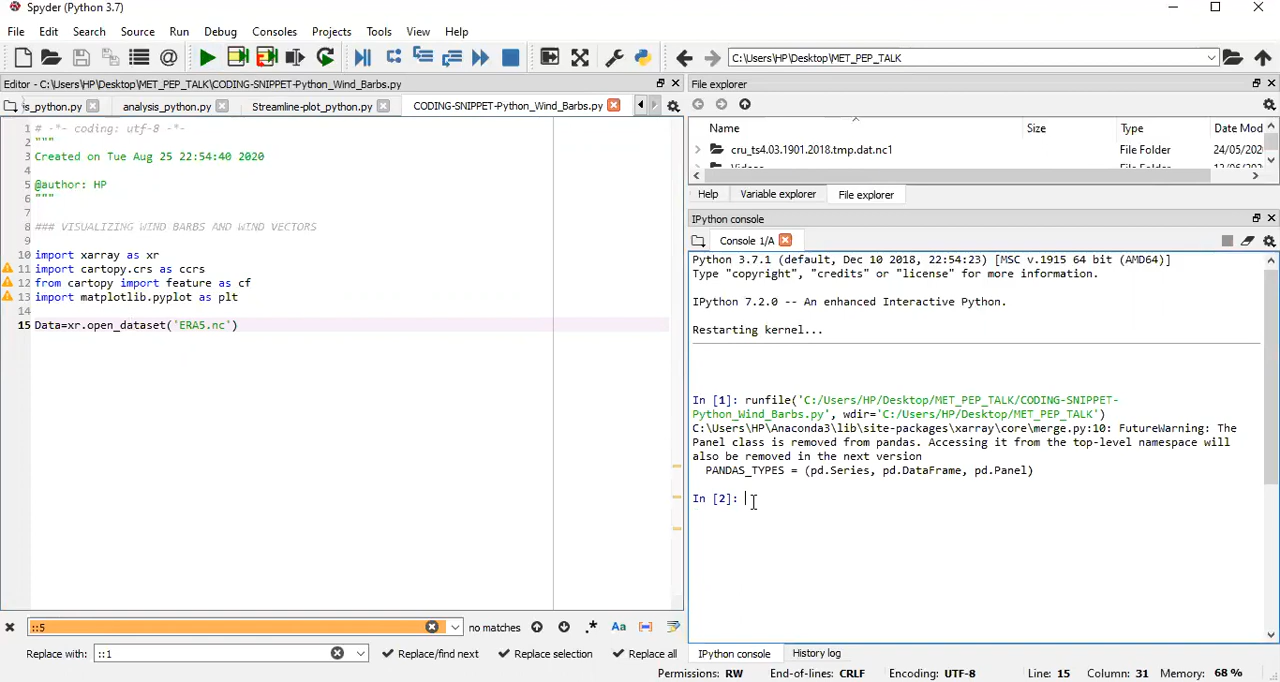 Spyder (Python 3.7)
File Edit Search Source Run Debug Consoles Projects Tools View Help
C:\Users\HP\Desktop\MET_PEP_TALK
Editor - C:\Users\HP\Desktop\MET_PEP_TALK\CODING-SNIPPET-Python_Wind_Barbs.py
File explorer
is_python.py analysis_python.py Streamline-plot_python.py CODING-SNIPPET-Python_Wind_Barbs.py
1 # -*- coding: utf-8 -*-
2 """
3 Created on Tue Aug 25 22:54:40 2020
4
5 @author: HP
6 """
7
8 ### VISUALIZING WIND BARBS AND WIND VECTORS
9
10 import xarray as xr
11 import cartopy.crs as ccrs
12 from cartopy import feature as cf
13 import matplotlib.pyplot as plt
14
15 Data=xr.open_dataset('ERA5.nc')
Name Size Type Date Mod
cru_ts4.03.1901.2018.tmp.dat.nc1 File Folder 24/05/202
Videos File Folder
Help Variable explorer File explorer
IPython console
Console 1/A
Python 3.7.1 (default, Dec 10 2018, 22:54:23) [MSC v.1915 64 bit (AMD64)]
Type "copyright", "credits" or "license" for more information.
IPython 7.2.0 -- An enhanced Interactive Python.
Restarting kernel...
In [1]: runfile('C:/Users/HP/Desktop/MET_PEP_TALK/CODING-SNIPPET-
Python_Wind_Barbs.py', wdir='C:/Users/HP/Desktop/MET_PEP_TALK')
C:\Users\HP\Anaconda3\lib\site-packages\xarray\core\merge.py:10: FutureWarning: The
Panel class is removed from pandas. Accessing it from the top-level namespace will
also be removed in the next version
PANDAS_TYPES = (pd.Series, pd.DataFrame, pd.Panel)
In [2]:
::5 no matches .* Aa
Replace with: ::1 Replace/find next Replace selection Replace all
IPython console History log
Permissions: RW End-of-lines: CRLF Encoding: UTF-8 Line: 15 Column: 31 Memory: 68 %